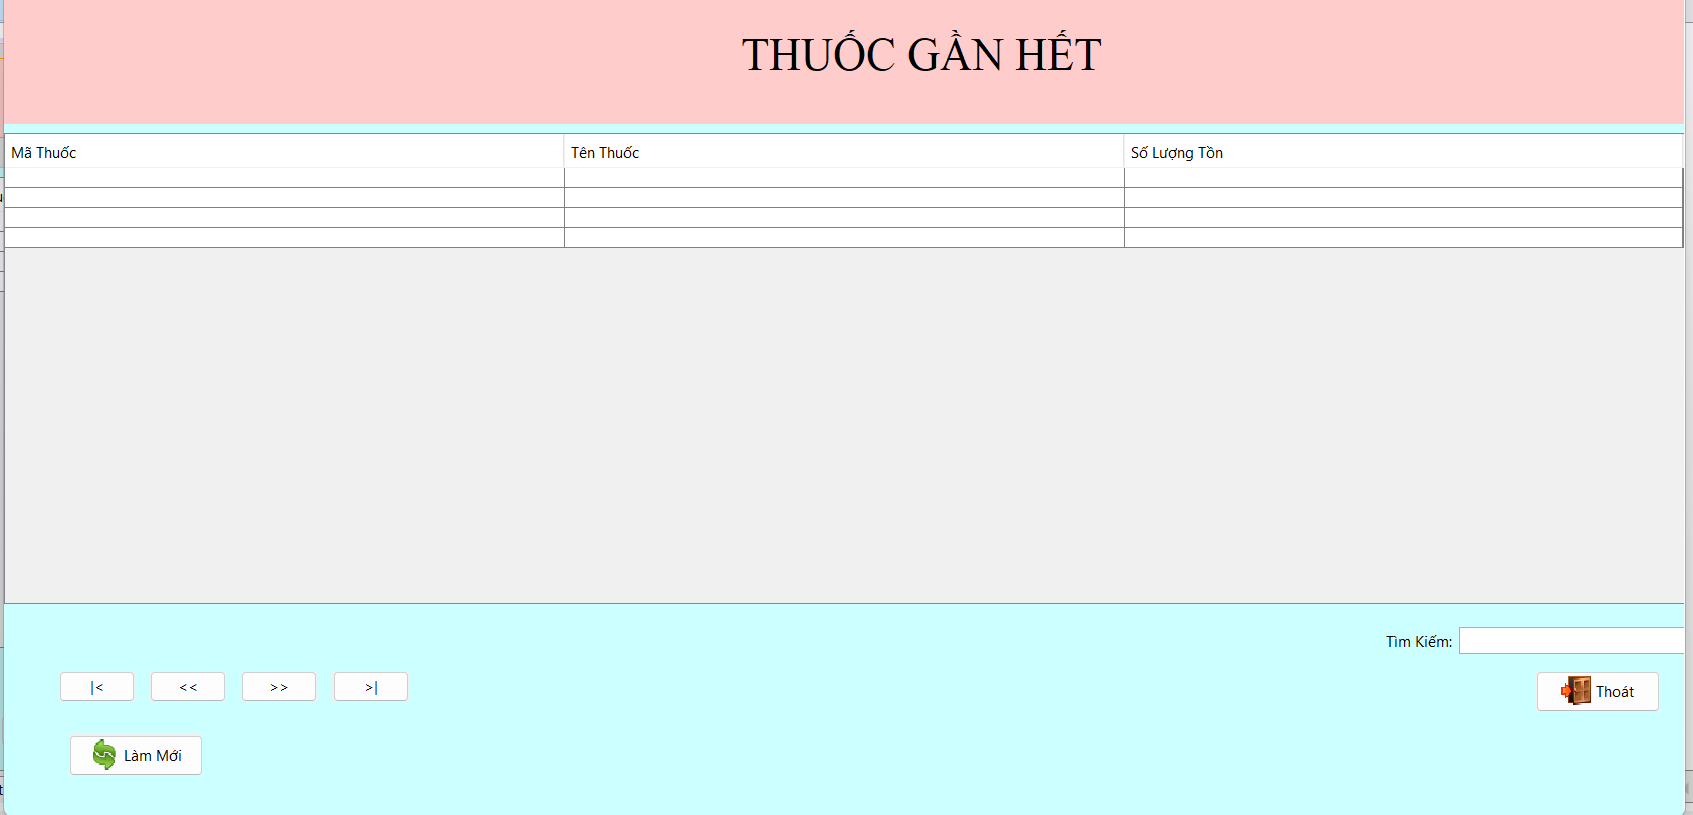 THUỐC GẦN HẾT
Mã Thuốc Tên Thuốc Số Lượng Tồn
Tìm Kiếm:
|< << >> >| Thoát
Làm Mới